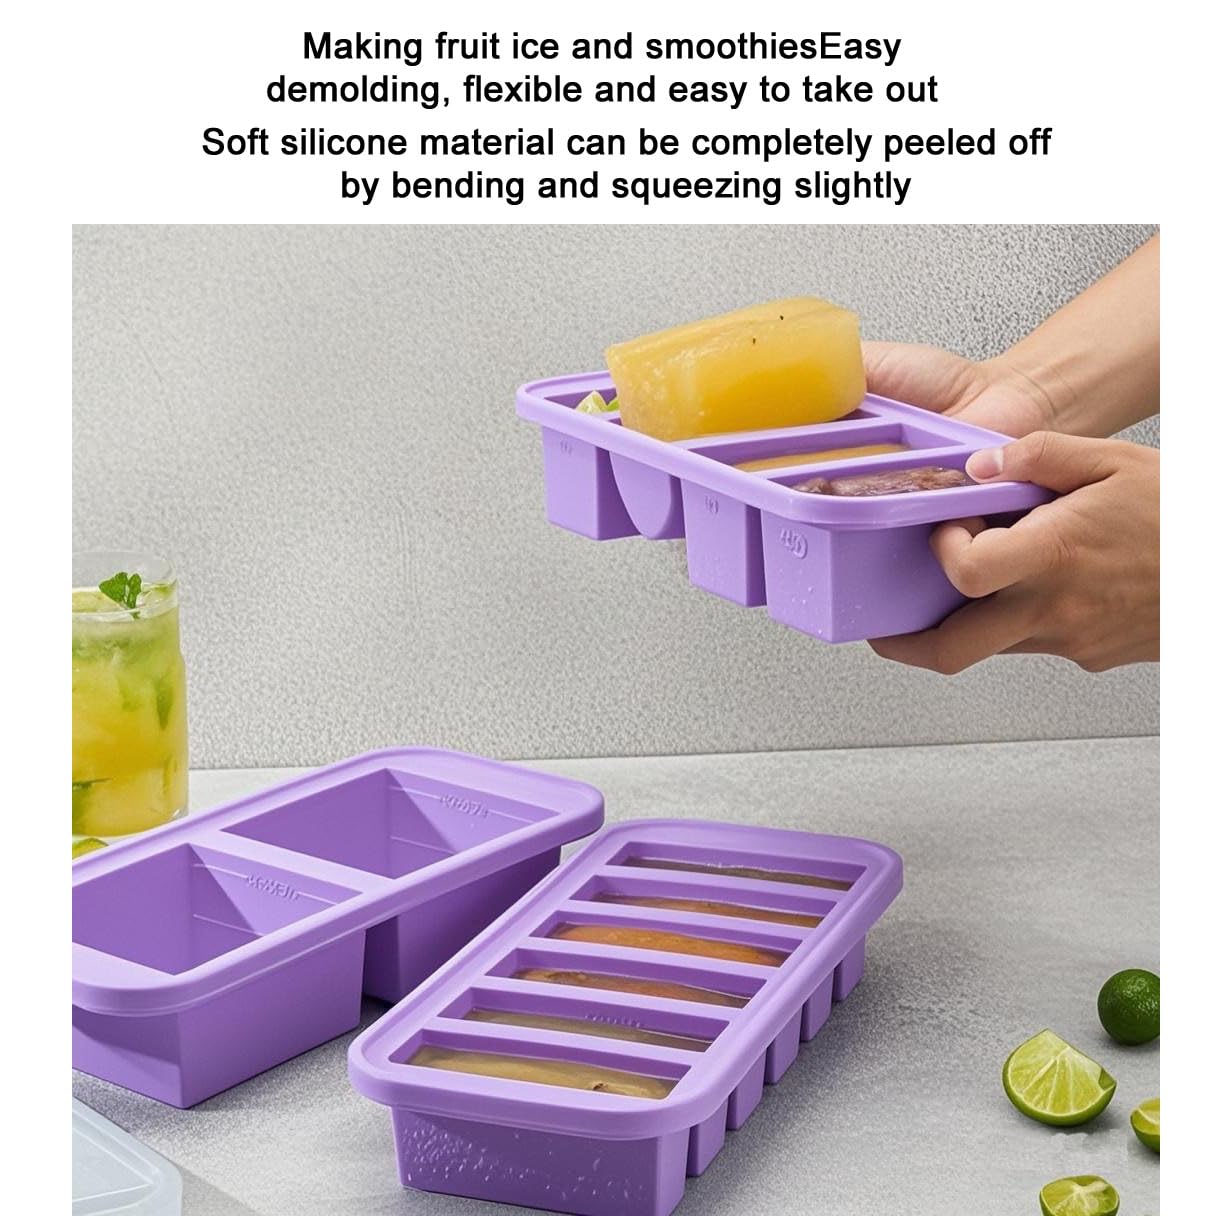 Making fruit ice and smoothiesEasy
demolding, flexible and easy to take out
Soft silicone material can be completely peeled off
by bending and squeezing slightly